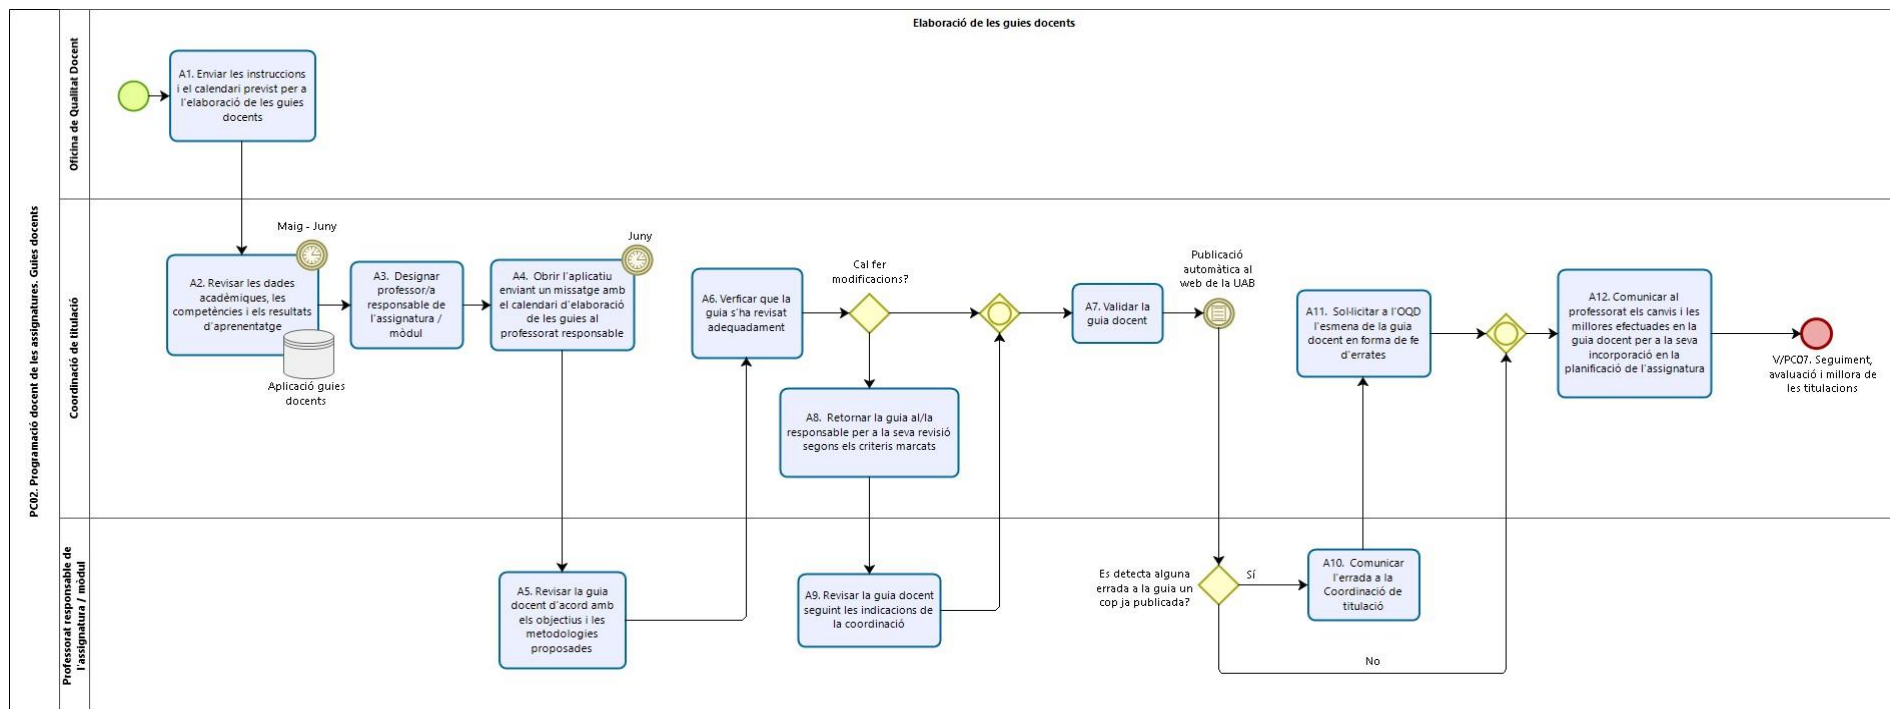 Elaboració de les guies docents
PC02. Programació docent de les assignatures. Guies docents
Oficina de Qualitat Docent
A1. Enviar les instruccions
i el calendari previst per a
l'elaboració de les guies
docents
Coordinació de titulació
Maig - Juny
A2. Revisar les dades
acadèmiques, les
competències i els resultats
d'aprenentatge
Aplicació guies
docents
A3. Designar
professor/a
responsable de
l'assignatura /
mòdul
Juny
A4. Obrir l'aplicatiu
enviant un missatge amb
el calendari d'elaboració
de les guies al
professorat responsable
A6. Verficar que la
guia s'ha revisat
adequadament
Cal fer
modificacions?
A8. Retornar la guia al/la
responsable per a la seva revisió
segons els criteris marcats
A7. Validar la
guia docent
Publicació
automàtica al
web de la UAB
A11. Sol·licitar a l'OQD
l'esmena de la guia
docent en forma de fe
d'errates
A12. Comunicar al
professorat els canvis i les
millores efectuades en la
guia docent per a la seva
incorporació en la
planificació de l'assignatura
V/PC07. Seguiment,
avaluació i millora de
les titulacions
Professorat responsable de
l'assignatura / mòdul
A5. Revisar la guia
docent d'acord amb
els objectius i les
metodologies
proposades
A9. Revisar la guia docent
seguint les indicacions de
la coordinació
Es detecta alguna
errada a la guia un
cop ja publicada?
Sí
A10. Comunicar
l'errada a la
Coordinació de
titulació
No